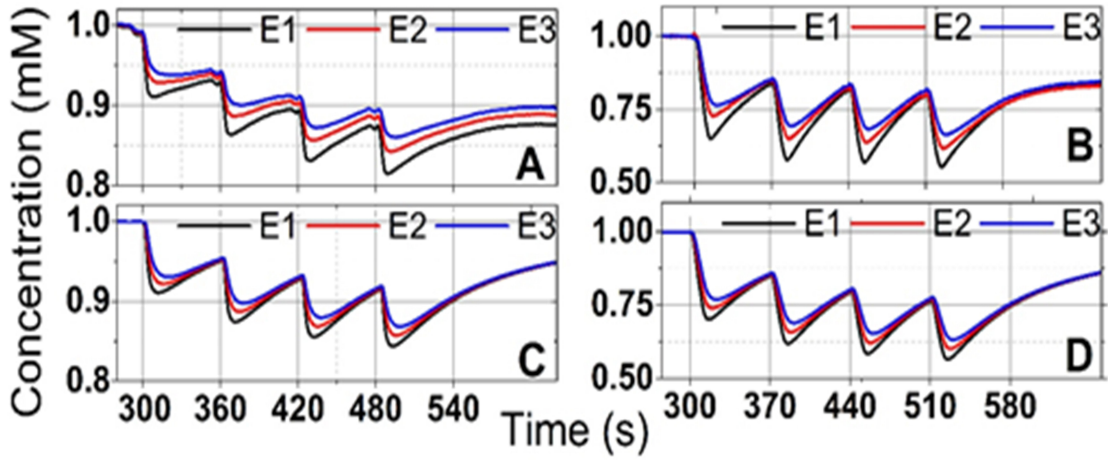 Concentration (mM)
1.0
0.9
0.8
E1 E2 E3
A
1.00
0.75
0.50
E1 E2 E3
B
1.0
0.9
0.8
E1 E2 E3
C
300 360 420 480 540
1.00
0.75
0.50
E1 E2 E3
D
300 370 440 510 580
Time (s)